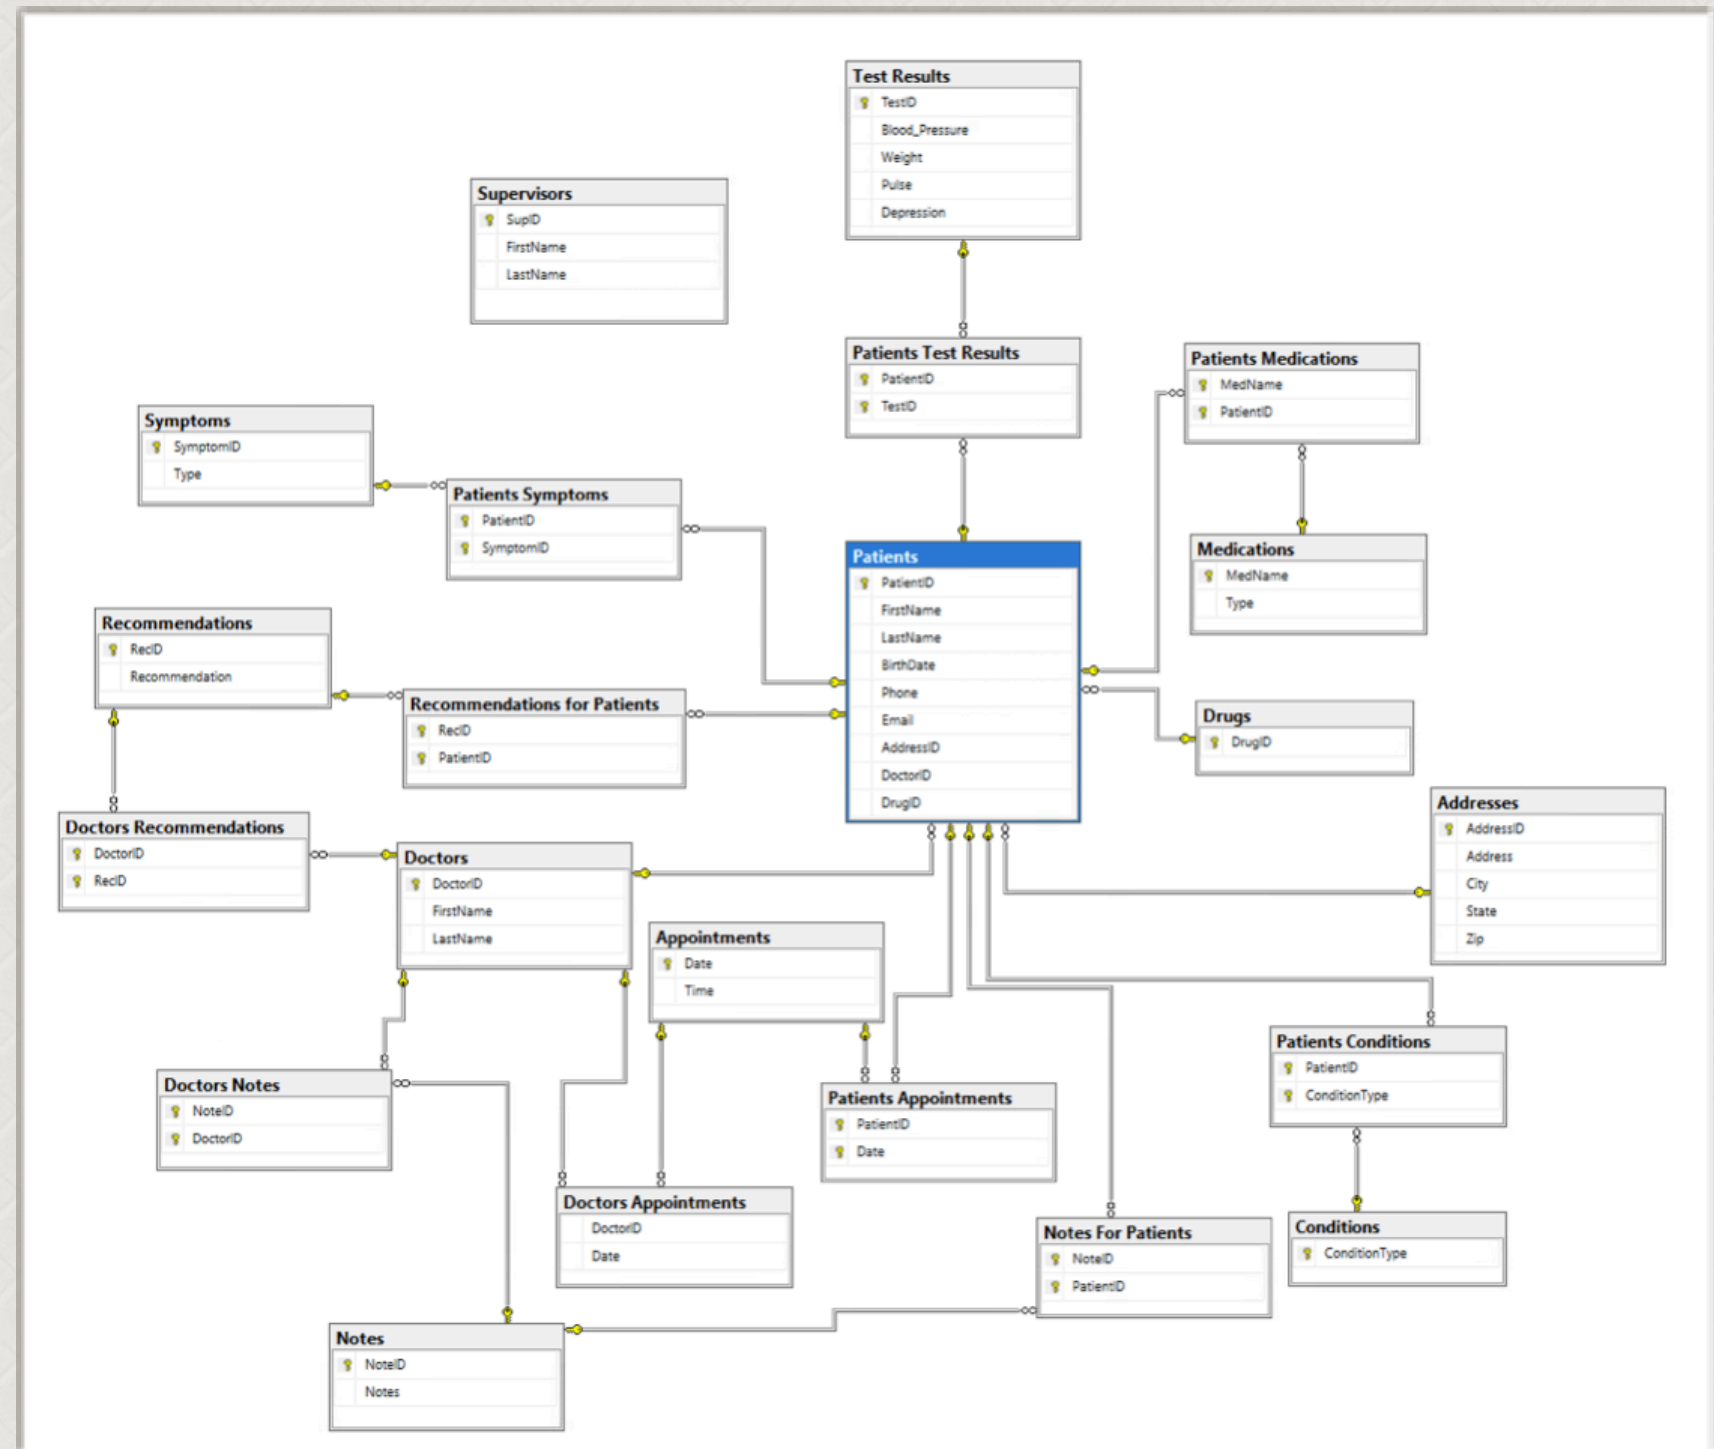 Test Results
TestID
Blood_Pressure
Weight
Pulse
Depression
Supervisors
SupID
FirstName
LastName
Patients Test Results
PatientID
TestID
Patients Medications
MedName
PatientID
Symptoms
SymptomID
Type
Patients Symptoms
PatientID
SymptomID
Medications
MedName
Type
Patients
PatientID
FirstName
LastName
BirthDate
Phone
Email
AddressID
DoctorID
DrugID
Recommendations
RecID
Recommendation
Recommendations for Patients
RecID
PatientID
Drugs
DrugID
Addresses
AddressID
Address
City
State
Zip
Doctors Recommendations
DoctorID
RecID
Doctors
DoctorID
FirstName
LastName
Appointments
Date
Time
Patients Conditions
PatientID
ConditionType
Doctors Notes
NoteID
DoctorID
Patients Appointments
PatientID
Date
Doctors Appointments
DoctorID
Date
Notes For Patients
NoteID
PatientID
Conditions
ConditionType
Notes
NoteID
Notes